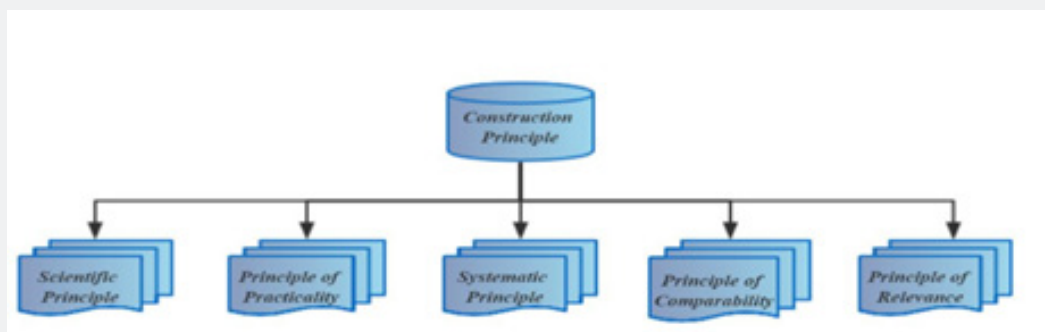 Construction
Principle
Scientific
Principle
Principle of
Practicality
Systematic
Principle
Principle of
Comparability
Principle of
Relevance